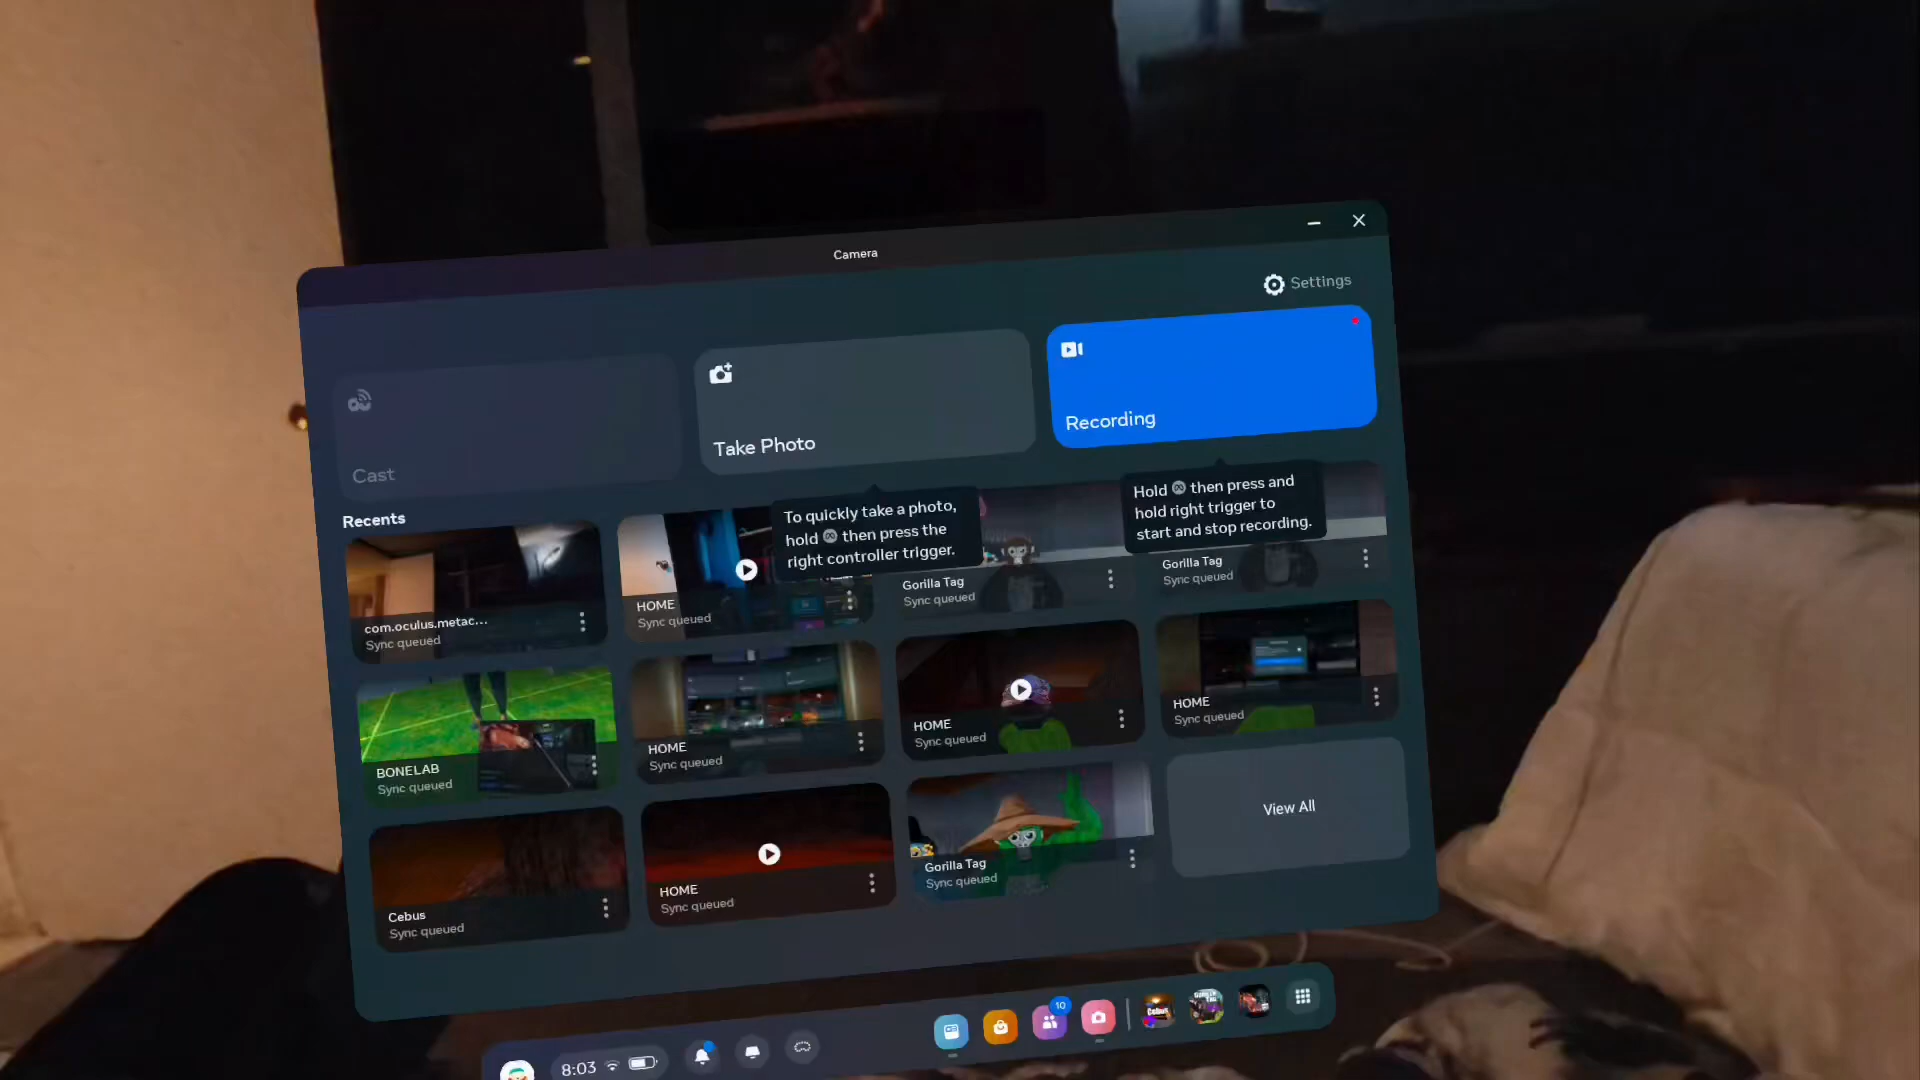 Camera
Settings
Cast
Take Photo
Recording
Recents
To quickly take a photo,
hold then press the
right controller trigger.
Hold then press and
hold right trigger to
start and stop recording.
com.oculus.metac...
Sync queued
HOME
Sync queued
Gorilla Tag
Sync queued
Gorilla Tag
Sync queued
BONELAB
Sync queued
HOME
Sync queued
HOME
Sync queued
HOME
Sync queued
Cebus
Sync queued
HOME
Sync queued
Gorilla Tag
Sync queued
View All
8:03
10
Cebus
GORILLA
TAG